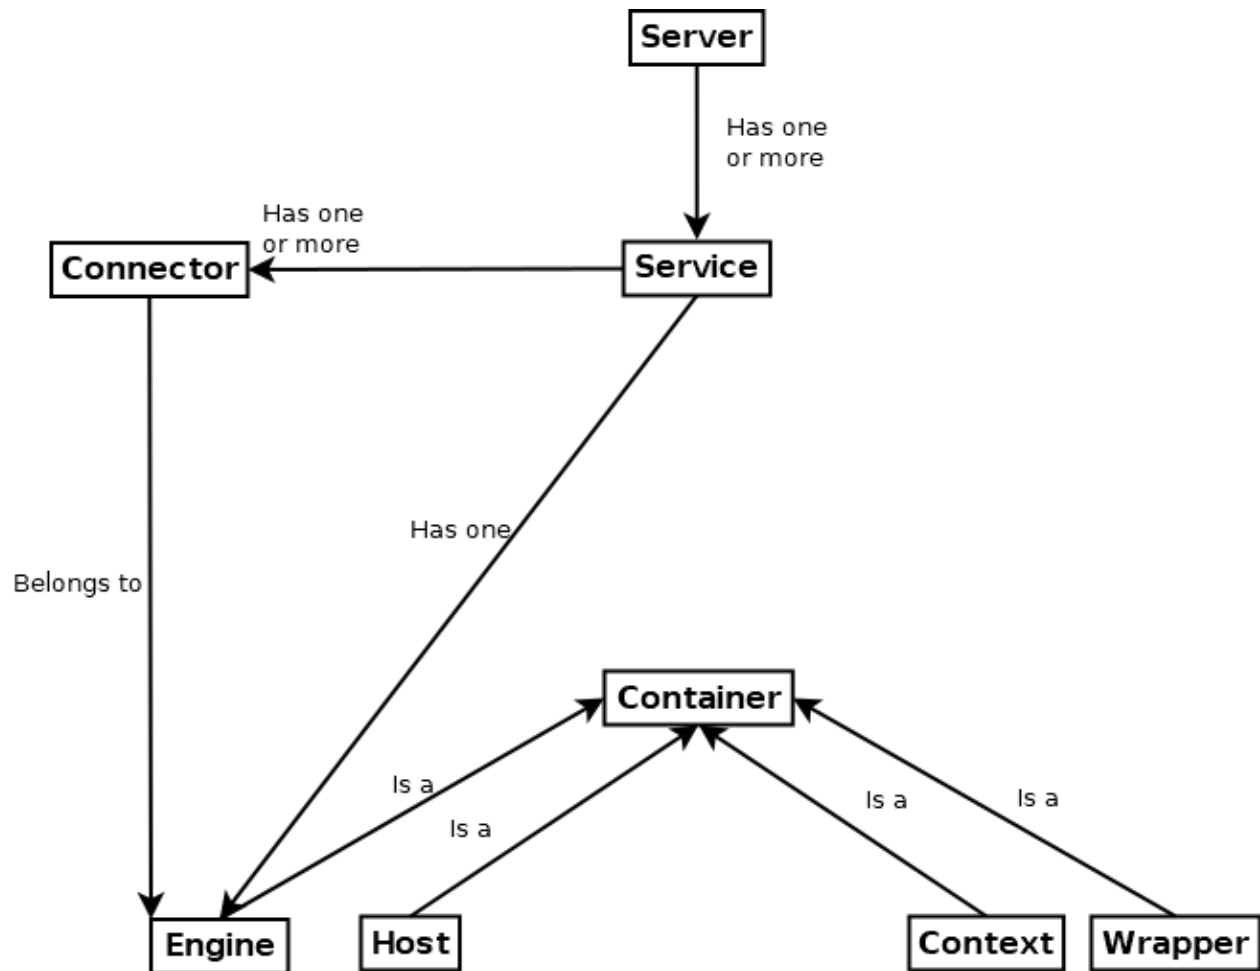 Server
Has one
or more
Has one
or more
Connector
Service
Has one
Belongs to
Container
Is a
Is a
Is a
Is a
Engine
Host
Context
Wrapper